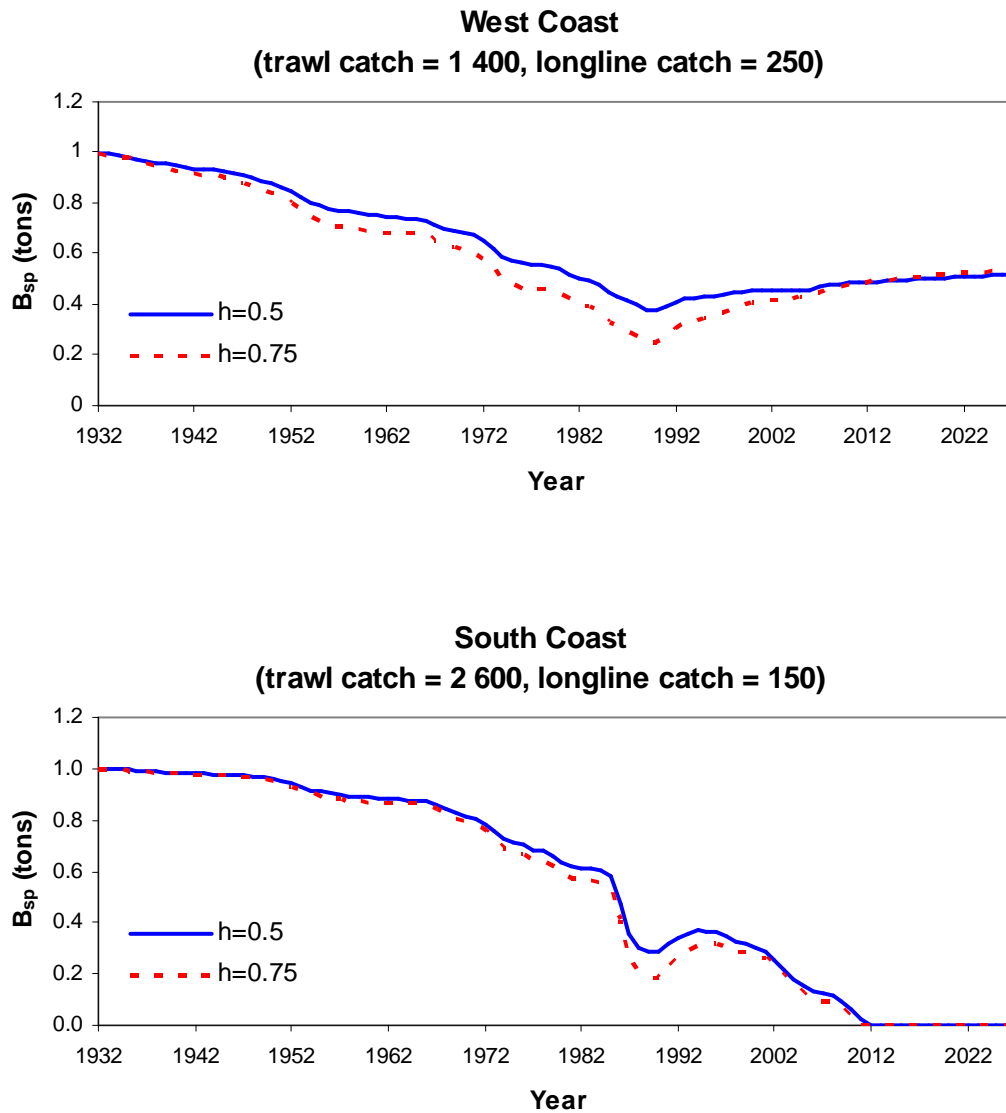 West Coast
(trawl catch = 1 400, longline catch = 250)
1.2
1
0.8
0.6
0.4
0.2
0
B_sp (tons)
h=0.5
h=0.75
1932 1942 1952 1962 1972 1982 1992 2002 2012 2022
Year
South Coast
(trawl catch = 2 600, longline catch = 150)
1.2
1.0
0.8
0.6
0.4
0.2
0.0
B_sp (tons)
h=0.5
h=0.75
1932 1942 1952 1962 1972 1982 1992 2002 2012 2022
Year